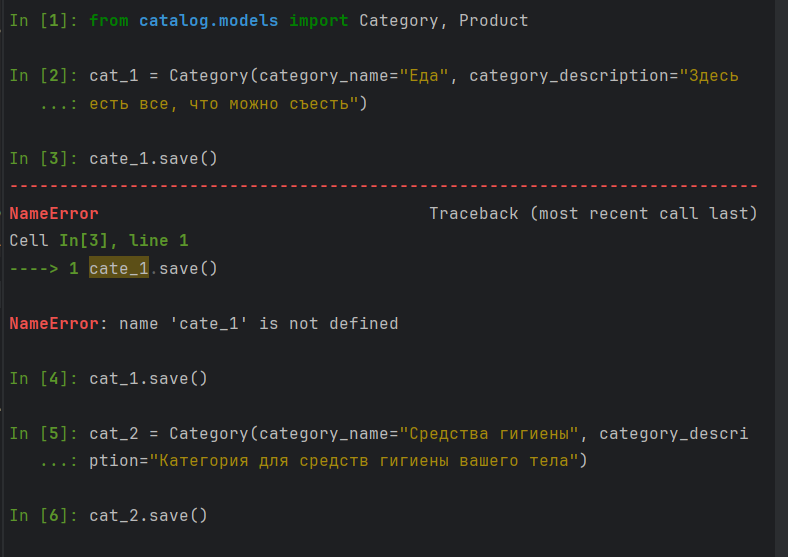 In [1]: from catalog.models import Category, Product
In [2]: cat_1 = Category(category_name="Еда", category_description="Здесь
...: есть все, что можно съесть")
In [3]: cate_1.save()
---------------------------------------------------------------------------
NameError                                 Traceback (most recent call last)
Cell In[3], line 1
----> 1 cate_1.save()
NameError: name 'cate_1' is not defined
In [4]: cat_1.save()
In [5]: cat_2 = Category(category_name="Средства гигиены", category_descri
...: ption="Категория для средств гигиены вашего тела")
In [6]: cat_2.save()